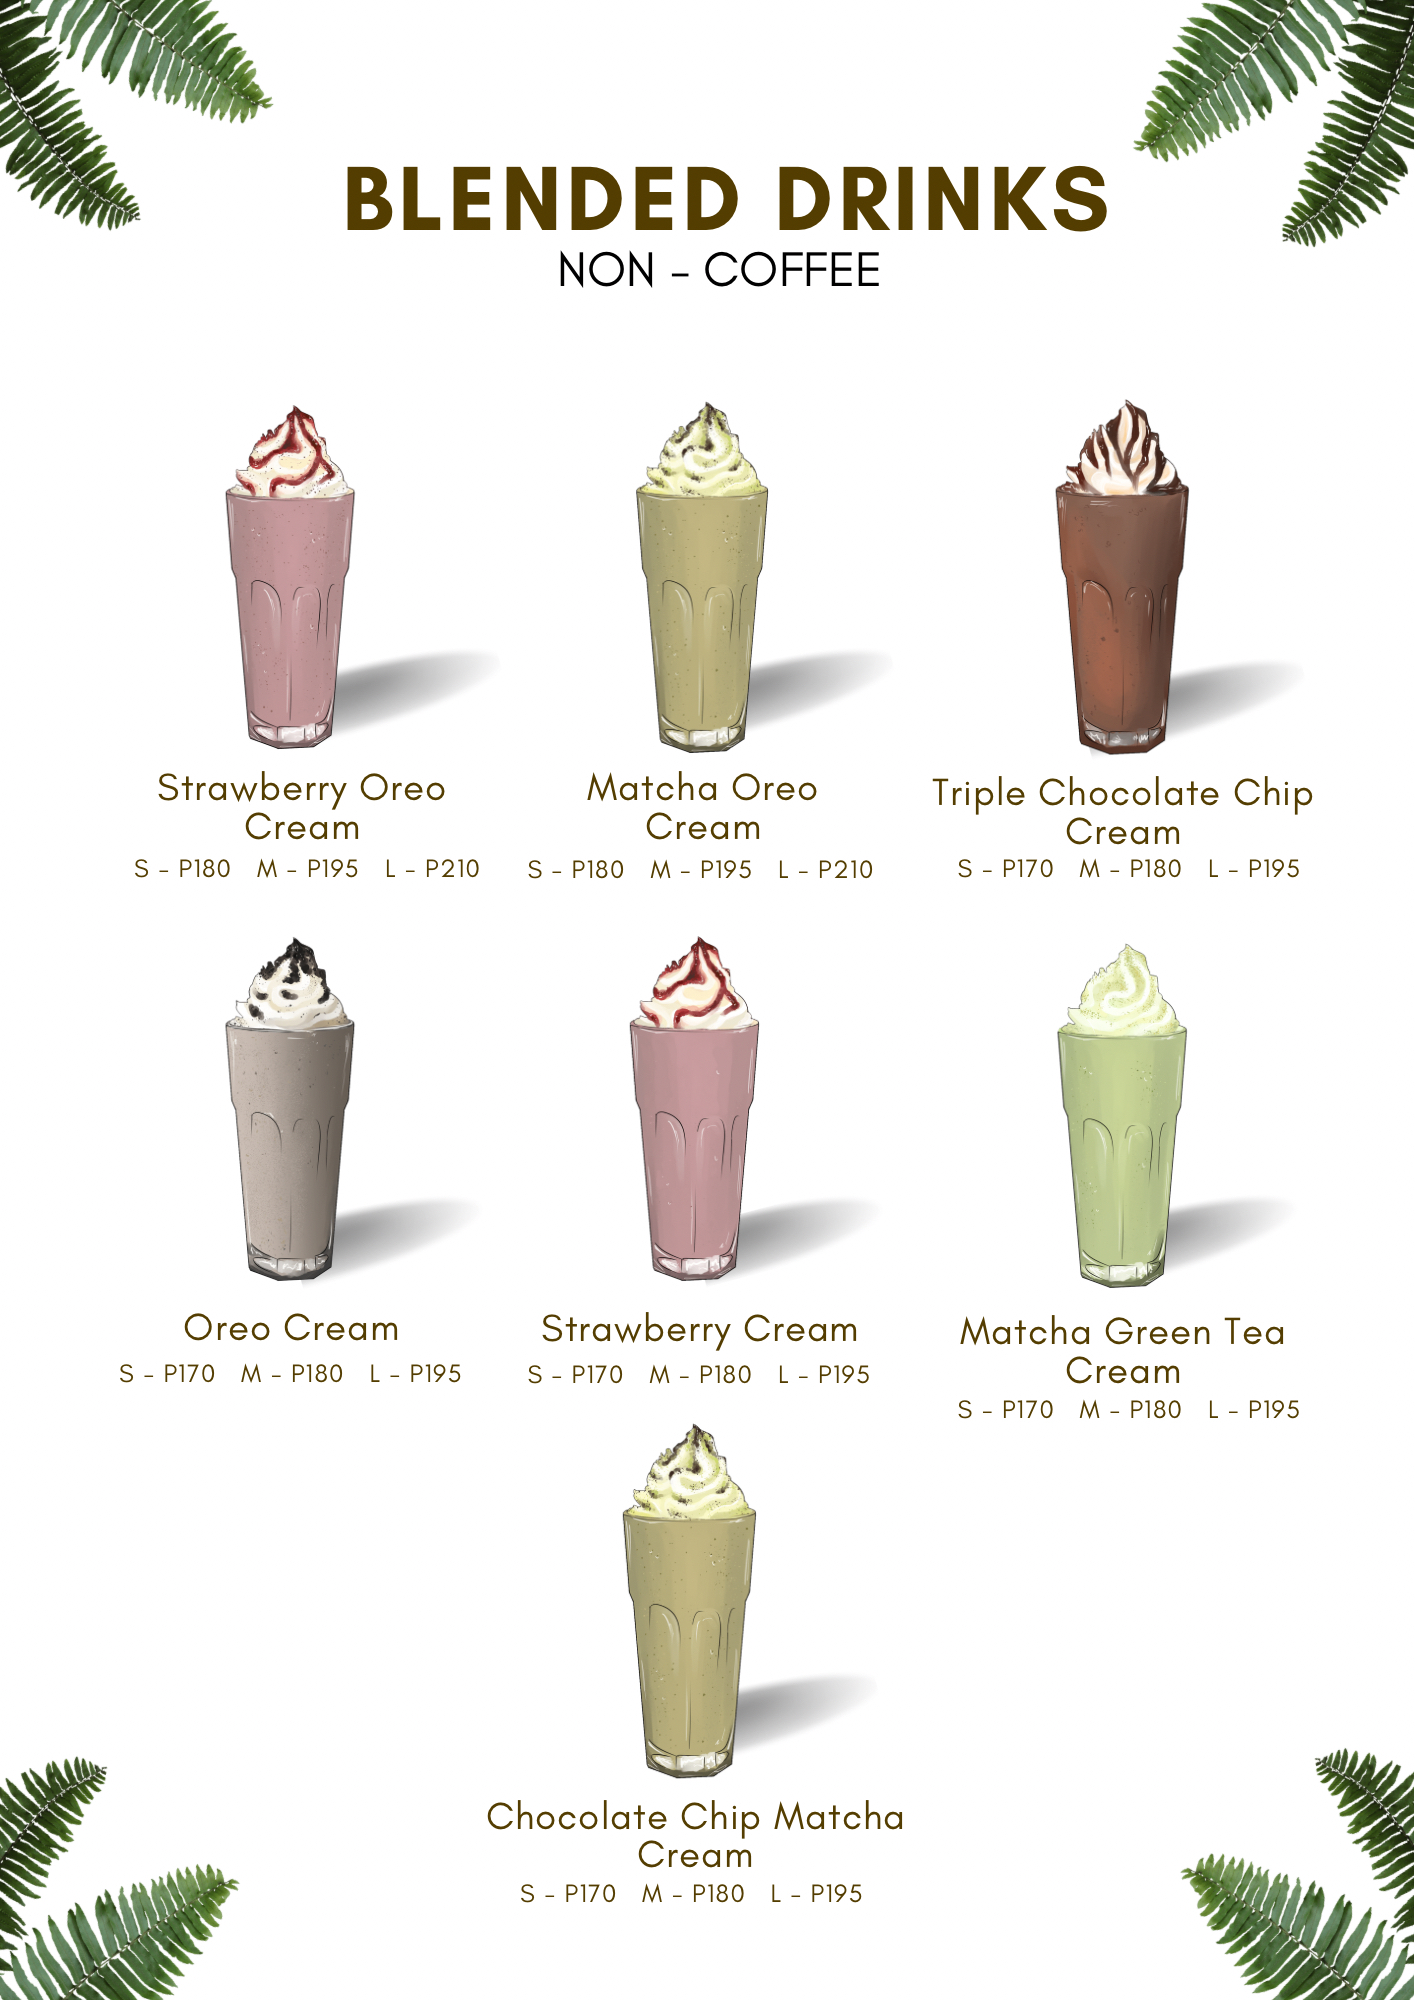 BLENDED DRINKS
NON - COFFEE
Strawberry Oreo
Cream
S - P180 M - P195 L - P210
Matcha Oreo
Cream
S - P180 M - P195 L - P210
Triple Chocolate Chip
Cream
S - P170 M - P180 L - P195
Oreo Cream
S - P170 M - P180 L - P195
Strawberry Cream
S - P170 M - P180 L - P195
Matcha Green Tea
Cream
S - P170 M - P180 L - P195
Chocolate Chip Matcha
Cream
S - P170 M - P180 L - P195